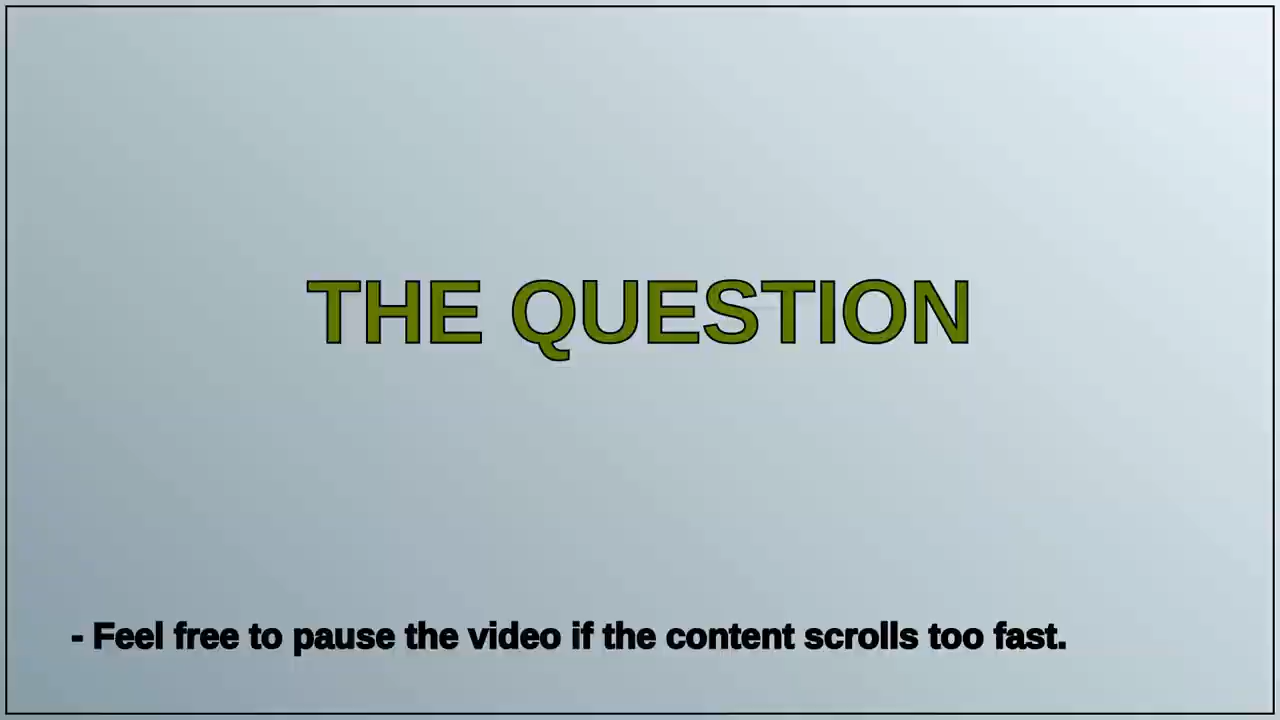 THE QUESTION
- Feel free to pause the video if the content scrolls too fast.